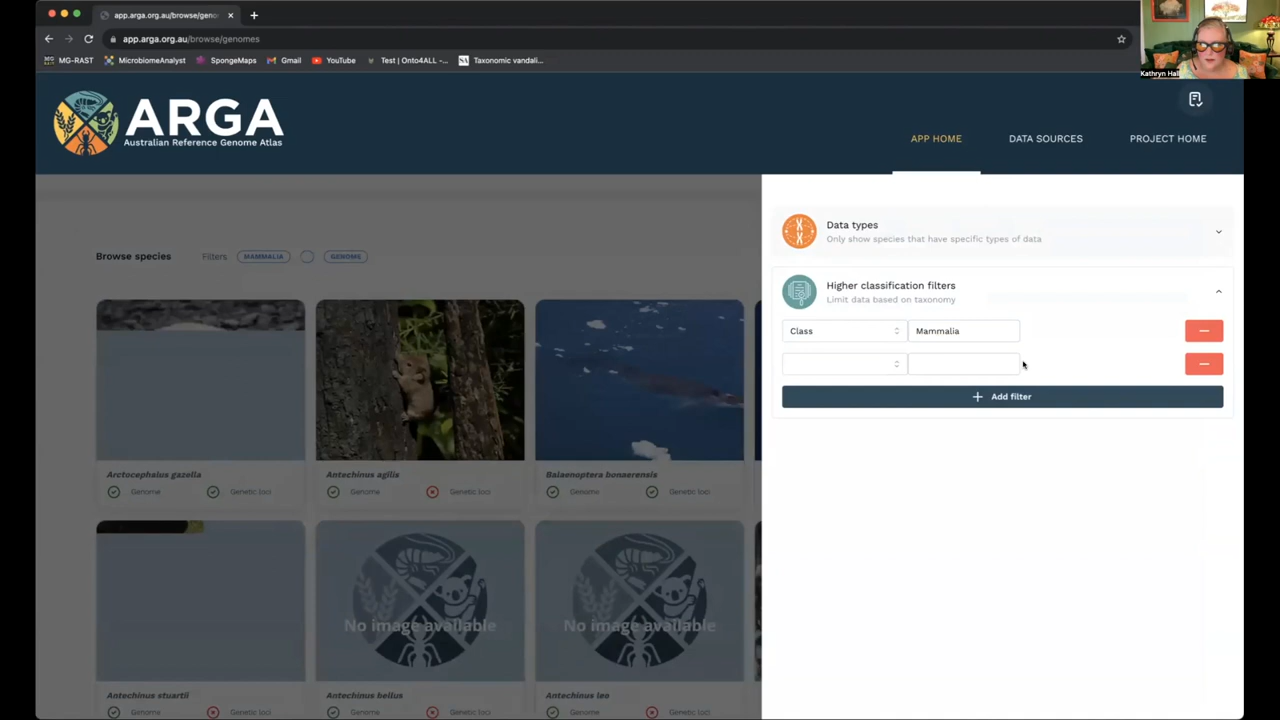 app.arga.org.au/browse/geno
app.arga.org.au/browse/genomes
MG-RAST
MicrobiomeAnalyst
SpongeMaps
Gmail
YouTube
Test | Onto4ALL -...
Taxonomic vandali...
Kathryn Hall
ARGA
Australian Reference Genome Atlas
APP HOME
DATA SOURCES
PROJECT HOME
Browse species
Filters
MAMMALIA
GENOME
Data types
Only show species that have specific types of data
Higher classification filters
Limit data based on taxonomy
Class
Mammalia
Add filter
Arctocephalus gazella
Genome
Genetic loci
Antechinus agilis
Genome
Genetic loci
Balaenoptera bonaerensis
Genome
Genetic loci
No image available
No image available
Antechinus stuartii
Genome
Genetic loci
Antechinus bellus
Genome
Genetic loci
Antechinus leo
Genome
Genetic loci